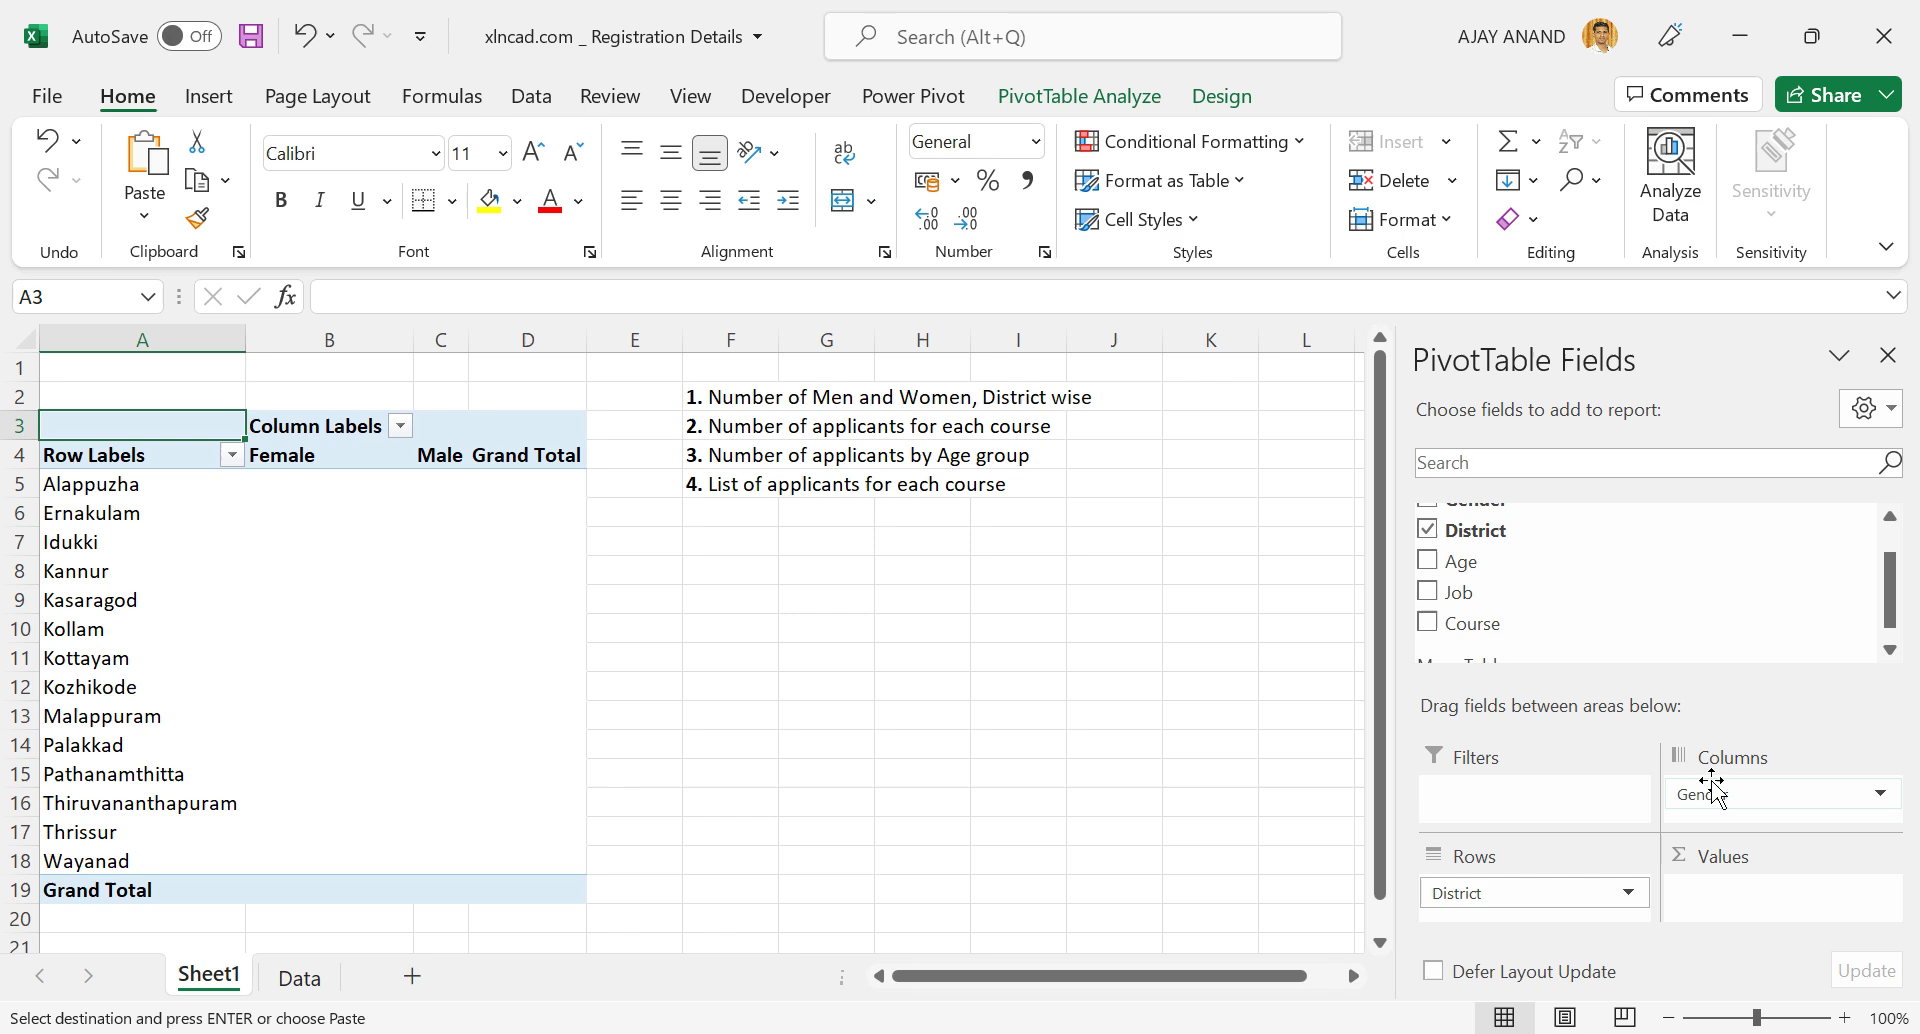 AutoSave Off xlncad.com _ Registration Details Search (Alt+Q) AJAY ANAND
File Home Insert Page Layout Formulas Data Review View Developer Power Pivot PivotTable Analyze Design Comments Share
Calibri 11 General Conditional Formatting Insert
Paste Format as Table Delete Analyze Data Sensitivity
B I U A Cell Styles Format
Undo Clipboard Font Alignment Number Styles Cells Editing Analysis Sensitivity
A3 fx
A B C D E F G H I J K L
1
2 1. Number of Men and Women, District wise
3 Column Labels 2. Number of applicants for each course
4 Row Labels Female Male Grand Total 3. Number of applicants by Age group
5 Alappuzha 4. List of applicants for each course
6 Ernakulam
7 Idukki
8 Kannur
9 Kasaragod
10 Kollam
11 Kottayam
12 Kozhikode
13 Malappuram
14 Palakkad
15 Pathanamthitta
16 Thiruvananthapuram
17 Thrissur
18 Wayanad
19 Grand Total
20
21
PivotTable Fields
Choose fields to add to report:
Search
District
Age
Job
Course
Drag fields between areas below:
Filters Columns
Rows Values
District
Defer Layout Update Update
Sheet1 Data
Select destination and press ENTER or choose Paste 100%